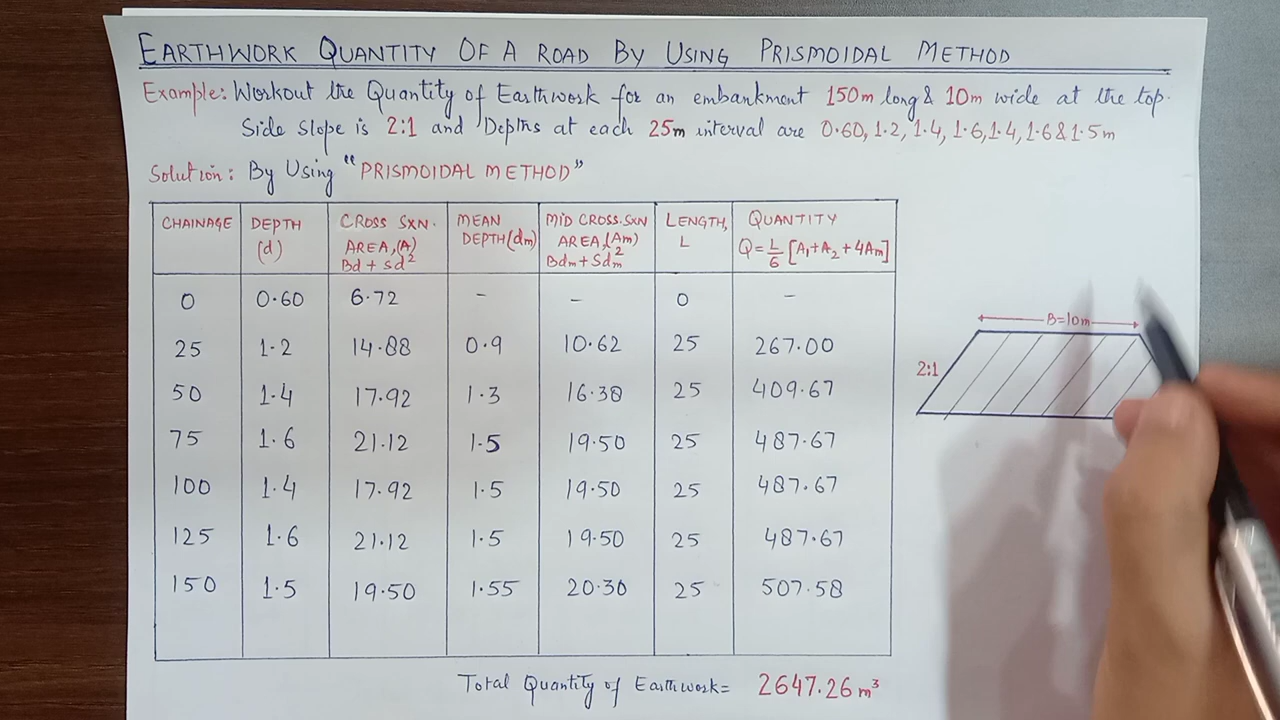 EARTHWORK QUANTITY OF A ROAD BY USING PRISMOIDAL METHOD
Example: Workout the Quantity of Earthwork for an embankment 150m long & 10m wide at the top.
Side slope is 2:1 and Depths at each 25m interval are 0.60, 1.2, 1.4, 1.6, 1.4, 1.6 & 1.5m
Solution: By Using "PRISMOIDAL METHOD"
CHAINAGE DEPTH (d) CROSS SXN. AREA,(A) Bd + Sd² MEAN DEPTH(dm) MID CROSS.SXN AREA,(Am) Bdm + Sdm² LENGTH, L QUANTITY Q = L/6 [A1+A2+4Am]
0 0.60 6.72 - - 0 -
25 1.2 14.88 0.9 10.62 25 267.00
50 1.4 17.92 1.3 16.38 25 409.67
75 1.6 21.12 1.5 19.50 25 487.67
100 1.4 17.92 1.5 19.50 25 487.67
125 1.6 21.12 1.5 19.50 25 487.67
150 1.5 19.50 1.55 20.30 25 507.58
Total Quantity of Earthwork = 2647.26 m³
B=10m
2:1